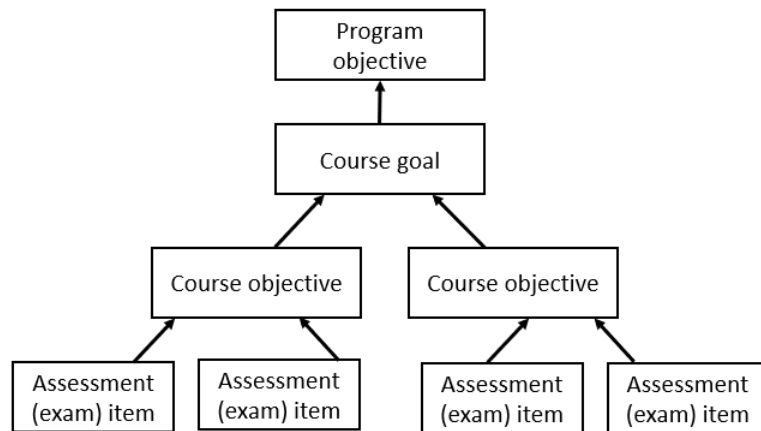 Program
objective
Course goal
Course objective
Course objective
Assessment
(exam) item
Assessment
(exam) item
Assessment
(exam) item
Assessment
(exam) item